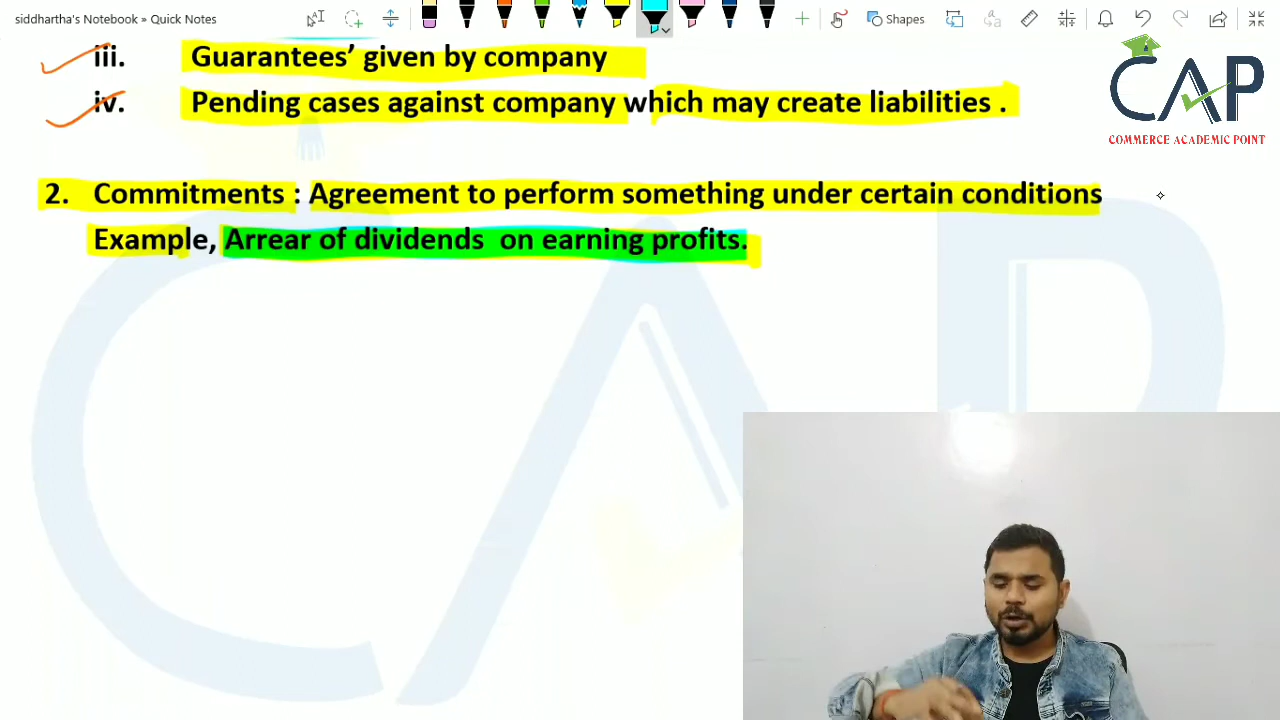 siddhartha's Notebook » Quick Notes
Shapes
iii. Guarantees’ given by company
iv. Pending cases against company which may create liabilities .
CAP
COMMERCE ACADEMIC POINT
2. Commitments : Agreement to perform something under certain conditions
Example, Arrear of dividends on earning profits.